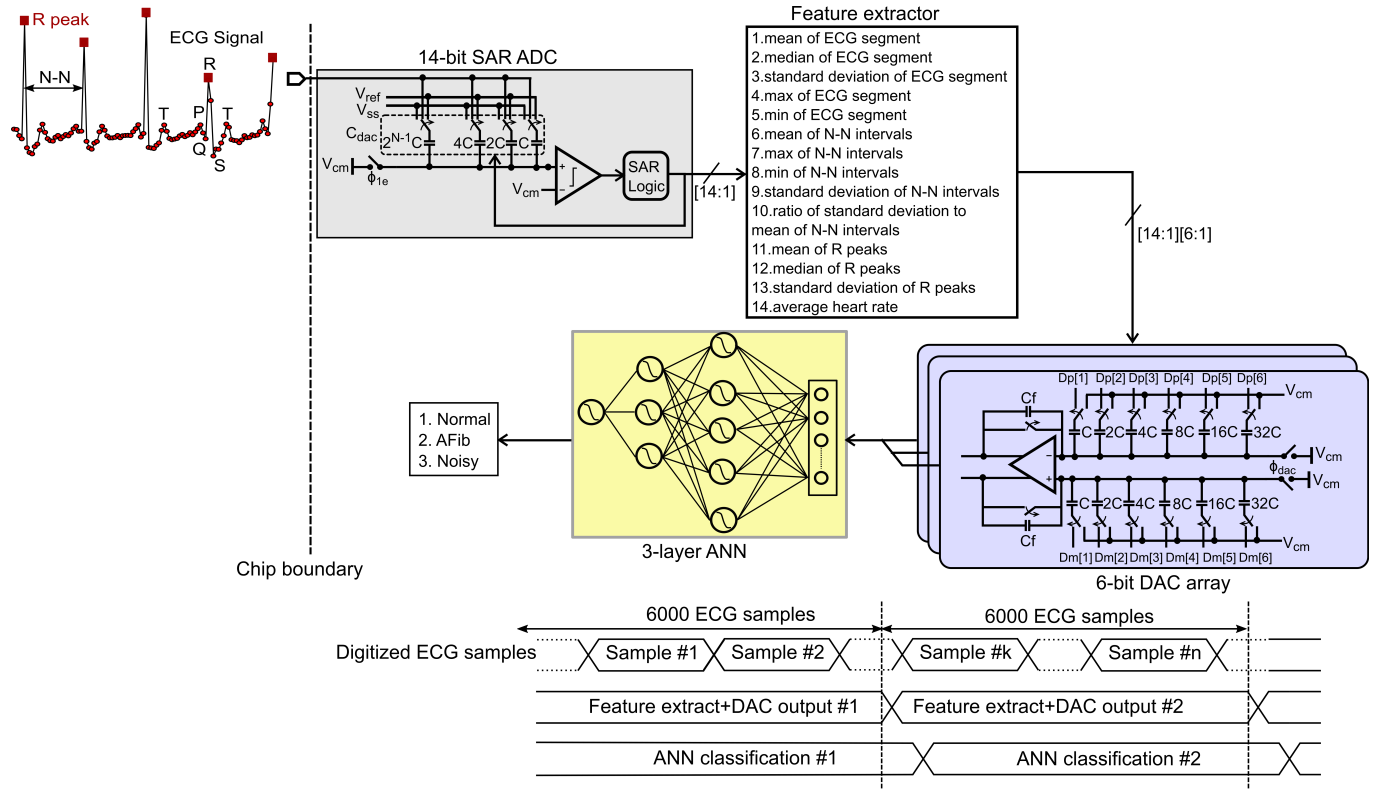 R peak
ECG Signal
N-N
R
T
P
T
Q
S
Chip boundary
14-bit SAR ADC
Vref
Vss
Cdac
2N-1C
4C
2C
C
Vcm
ϕ1e
+
Vcm
−
SAR
Logic
[14:1]
Feature extractor
1.mean of ECG segment
2.median of ECG segment
3.standard deviation of ECG segment
4.max of ECG segment
5.min of ECG segment
6.mean of N-N intervals
7.max of N-N intervals
8.min of N-N intervals
9.standard deviation of N-N intervals
10.ratio of standard deviation to
mean of N-N intervals
11.mean of R peaks
12.median of R peaks
13.standard deviation of R peaks
14.average heart rate
[14:1][6:1]
Dp[1] Dp[2] Dp[3] Dp[4] Dp[5] Dp[6]
Vcm
Cf
C 2C 4C 8C 16C 32C
−
Vcm
ϕdac
+
Vcm
C 2C 4C 8C 16C 32C
Cf
Vcm
Dm[1] Dm[2] Dm[3] Dm[4] Dm[5] Dm[6]
6-bit DAC array
3-layer ANN
1. Normal
2. AFib
3. Noisy
6000 ECG samples
6000 ECG samples
Digitized ECG samples
Sample #1
Sample #2
Sample #k
Sample #n
Feature extract+DAC output #1
Feature extract+DAC output #2
ANN classification #1
ANN classification #2